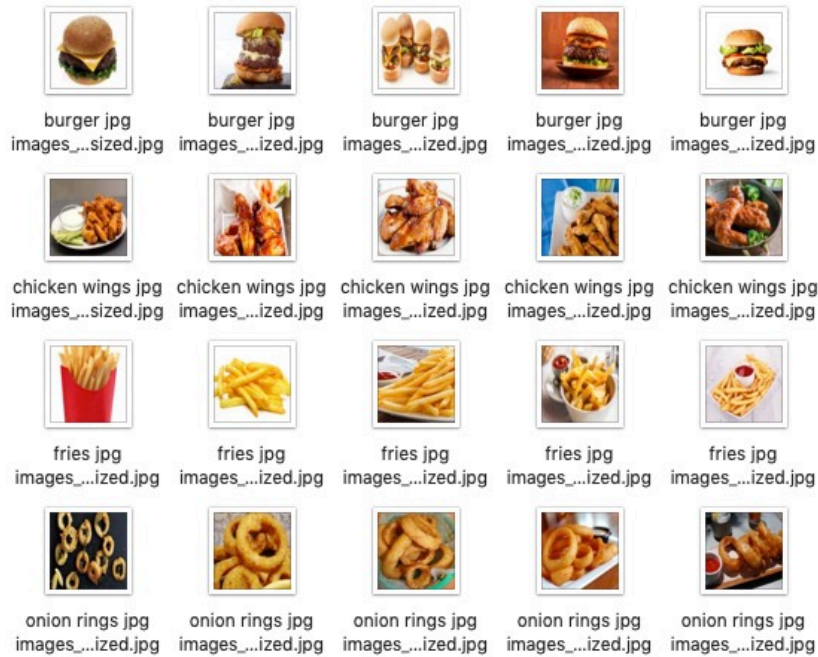 burger jpg burger jpg burger jpg burger jpg burger jpg
images_...sized.jpg images_...ized.jpg images_...ized.jpg images_...ized.jpg images_...ized.jpg
chicken wings jpg chicken wings jpg chicken wings jpg chicken wings jpg chicken wings jpg
images_...sized.jpg images_...ized.jpg images_...ized.jpg images_...ized.jpg images_...ized.jpg
fries jpg fries jpg fries jpg fries jpg fries jpg
images_...ized.jpg images_...ized.jpg images_...ized.jpg images_...ized.jpg images_...ized.jpg
onion rings jpg onion rings jpg onion rings jpg onion rings jpg onion rings jpg
images_...ized.jpg images_...ized.jpg images_...ized.jpg images_...ized.jpg images_...ized.jpg